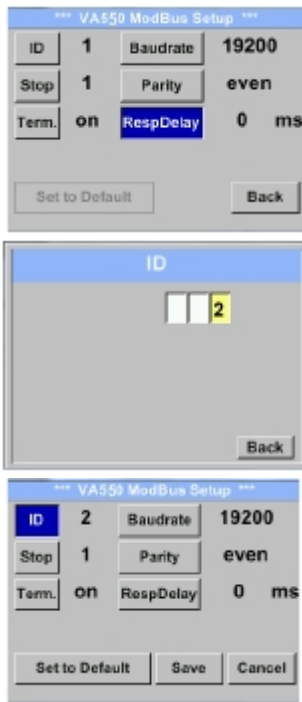 *** VA550 ModBus Setup ***
ID 1 Baudrate 19200
Stop 1 Parity even
Term. on RespDelay 0 ms
Set to Default Back
ID
2
Back
*** VA550 ModBus Setup ***
ID 2 Baudrate 19200
Stop 1 Parity even
Term. on RespDelay 0 ms
Set to Default Save Cancel